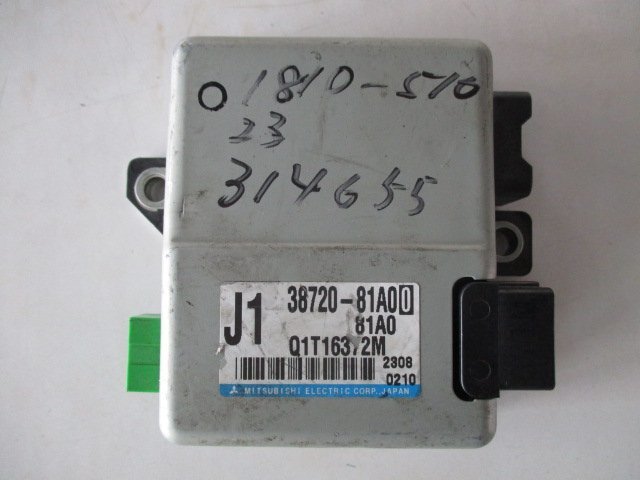 ○ 1810-510
23
314655
J1 38720-81A00
81A0
Q1T16372M
2308
0210
MITSUBISHI ELECTRIC CORP., JAPAN